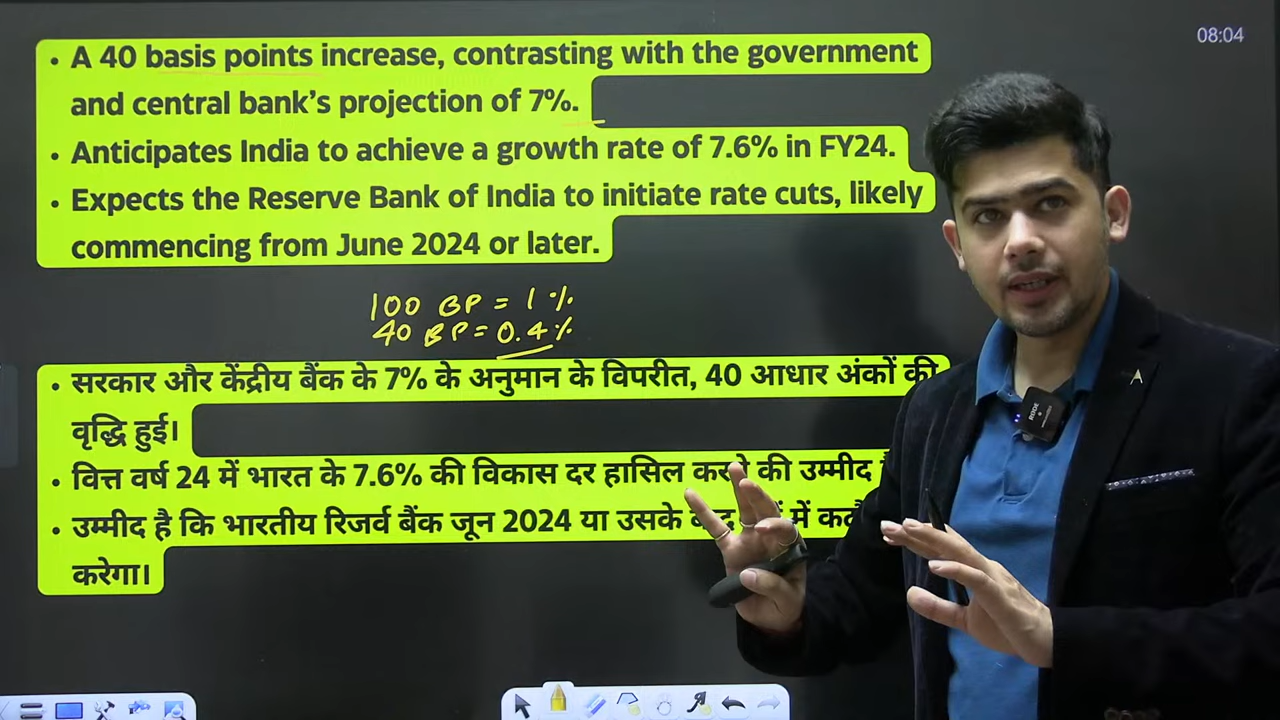 08:04
• A 40 basis points increase, contrasting with the government
and central bank's projection of 7%.
• Anticipates India to achieve a growth rate of 7.6% in FY24.
• Expects the Reserve Bank of India to initiate rate cuts, likely
commencing from June 2024 or later.
100 BP = 1%
40 BP = 0.4%
• सरकार और केंद्रीय बैंक के 7% के अनुमान के विपरीत, 40 आधार अंकों की
वृद्धि हुई।
• वित्त वर्ष 24 में भारत के 7.6% की विकास दर हासिल करने की उम्मीद
• उम्मीद है कि भारतीय रिजर्व बैंक जून 2024 या उसके में
करेगा।
RODE